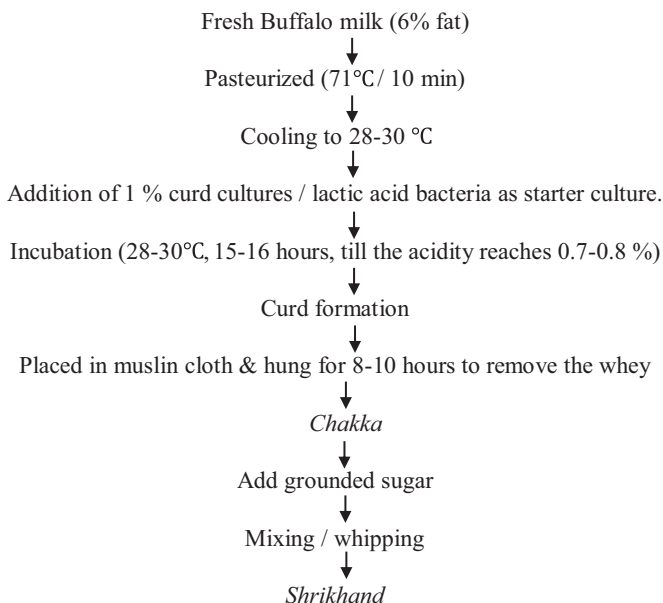 Fresh Buffalo milk (6% fat)
Pasteurized (71℃ / 10 min)
Cooling to 28-30 ℃
Addition of 1 % curd cultures / lactic acid bacteria as starter culture.
Incubation (28-30℃, 15-16 hours, till the acidity reaches 0.7-0.8 %)
Curd formation
Placed in muslin cloth & hung for 8-10 hours to remove the whey
Chakka
Add grounded sugar
Mixing / whipping
Shrikhand